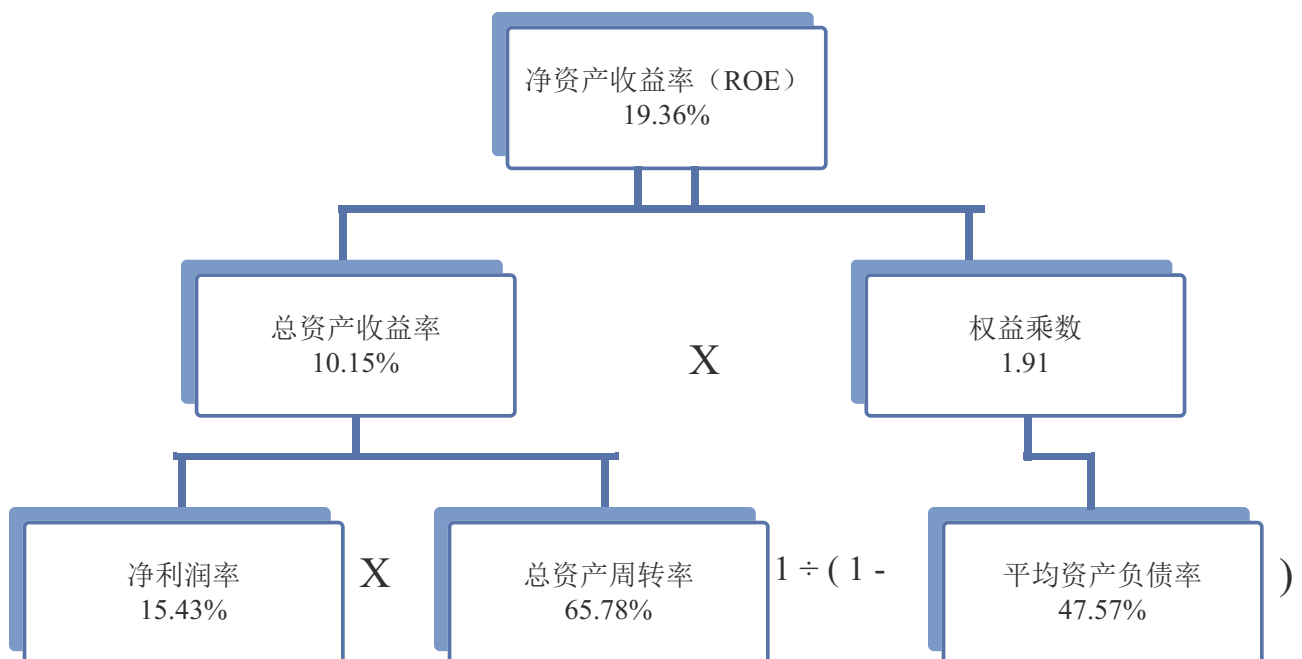 净资产收益率（ROE）
19.36%
总资产收益率
10.15%
X
权益乘数
1.91
净利润率
15.43%
X
总资产周转率
65.78%
1 ÷ ( 1 -
平均资产负债率
47.57%
)